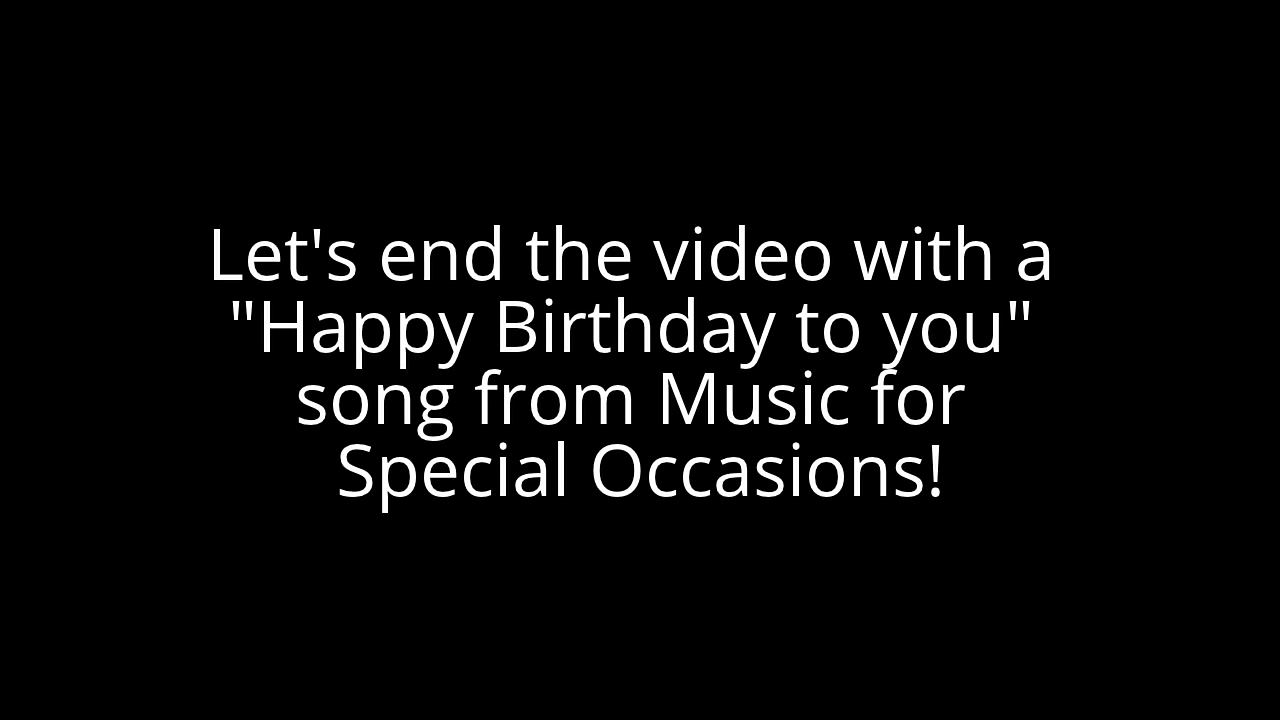 Let's end the video with a
"Happy Birthday to you"
song from Music for
Special Occasions!